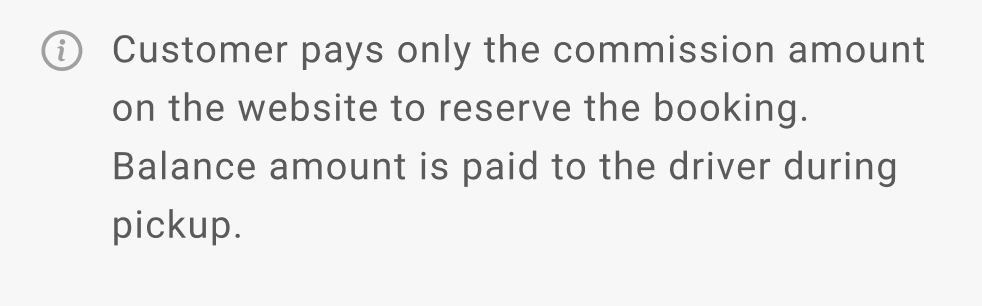 Customer pays only the commission amount
on the website to reserve the booking.
Balance amount is paid to the driver during
pickup.